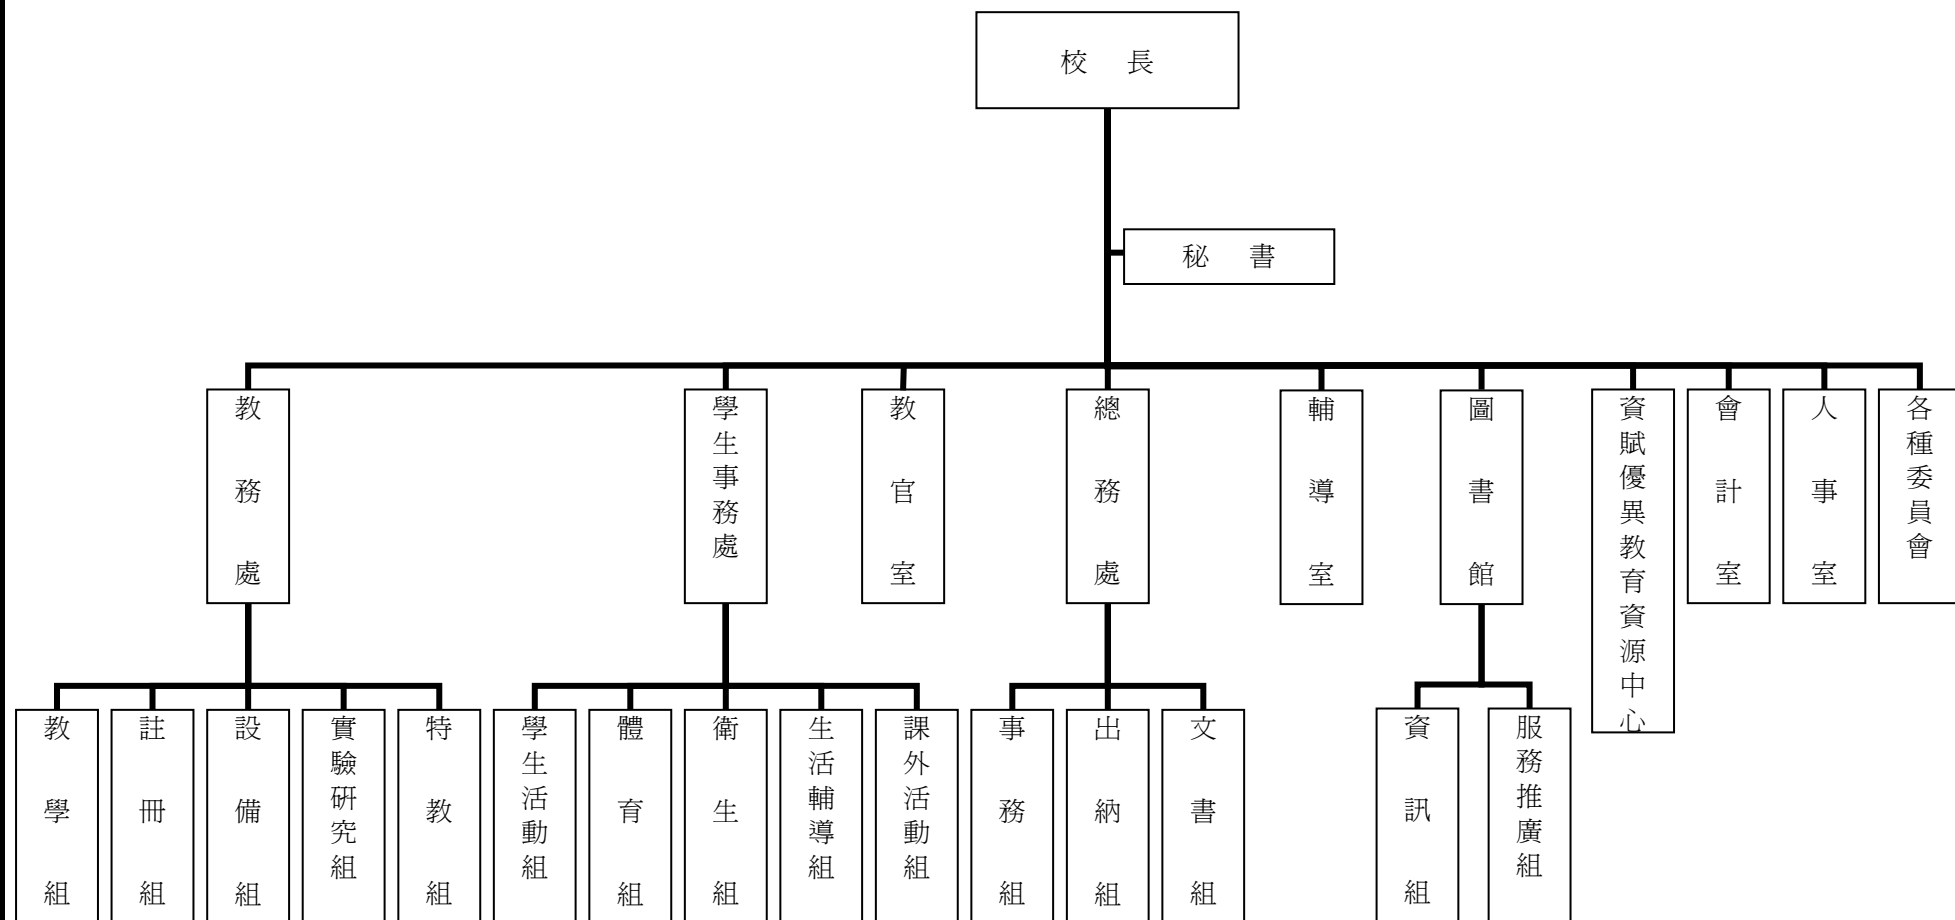 校長
秘書
教務處
學生事務處
教官室
總務處
輔導室
圖書館
資賦優異教育資源中心
會計室
人事室
各種委員會
教學組
註冊組
設備組
實驗研究組
特教組
學生活動組
體育組
衛生組
生活輔導組
課外活動組
事務組
出納組
文書組
資訊組
服務推廣組